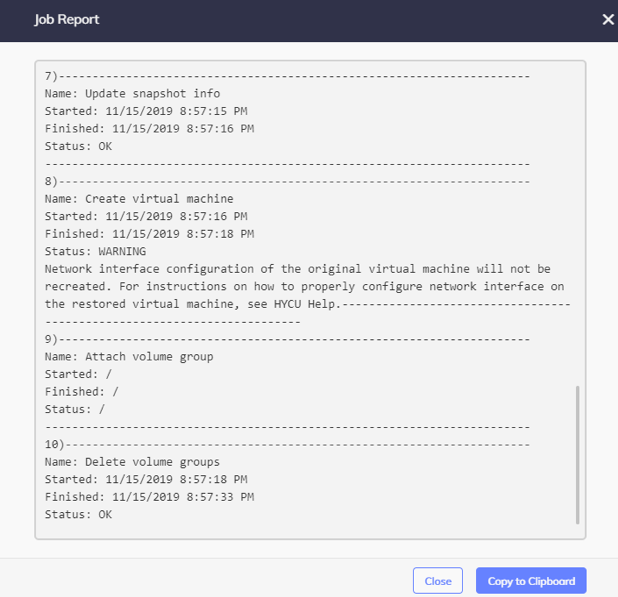 Job Report
7)----------------------------------------------------------------------
Name: Update snapshot info
Started: 11/15/2019 8:57:15 PM
Finished: 11/15/2019 8:57:16 PM
Status: OK
------------------------------------------------------------------------
8)----------------------------------------------------------------------
Name: Create virtual machine
Started: 11/15/2019 8:57:16 PM
Finished: 11/15/2019 8:57:18 PM
Status: WARNING
Network interface configuration of the original virtual machine will not be
recreated. For instructions on how to properly configure network interface on
the restored virtual machine, see HYCU Help.----------------------------------
--------------------------------------
9)----------------------------------------------------------------------
Name: Attach volume group
Started: /
Finished: /
Status: /
------------------------------------------------------------------------
10)---------------------------------------------------------------------
Name: Delete volume groups
Started: 11/15/2019 8:57:18 PM
Finished: 11/15/2019 8:57:33 PM
Status: OK
Close
Copy to Clipboard